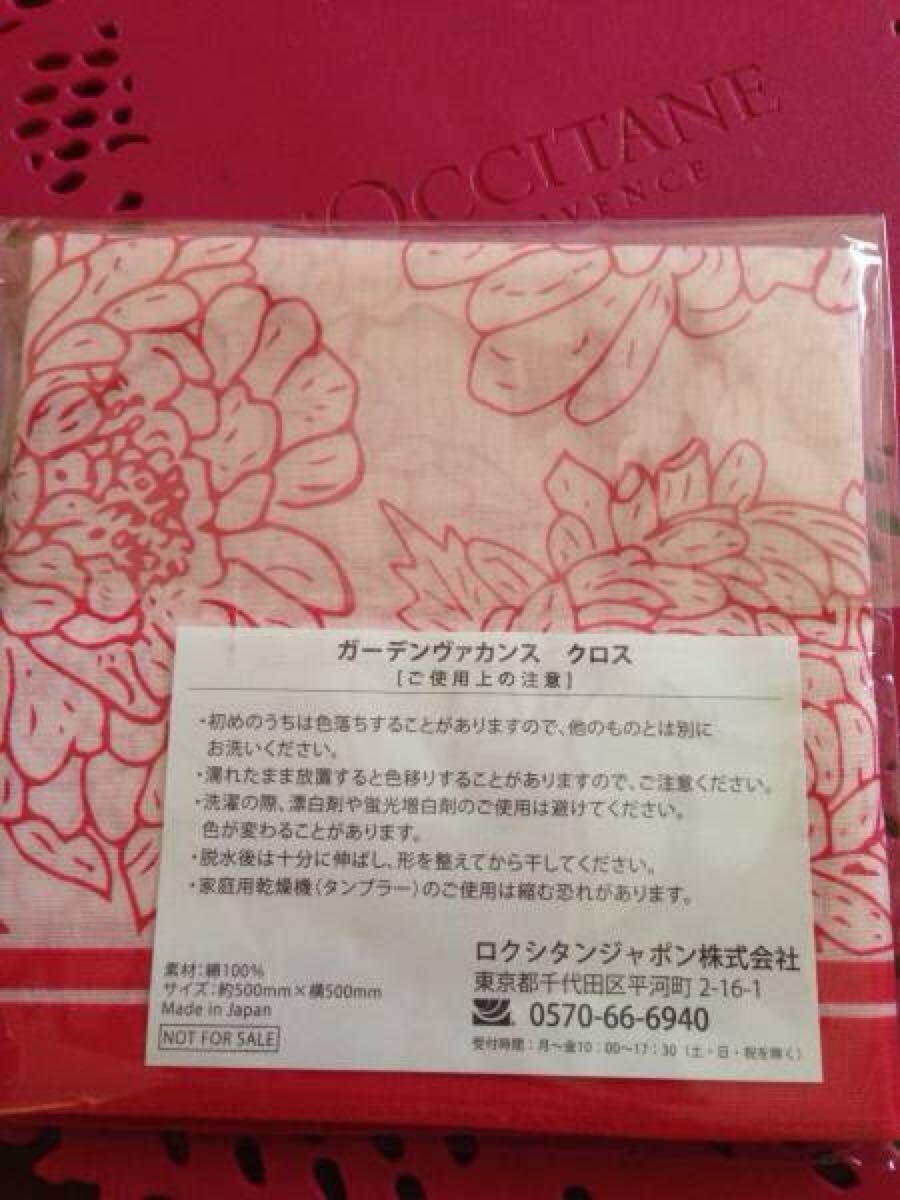 L'OCCITANE
ガーデンヴァカンス クロス
[ご使用上の注意]
・初めのうちは色落ちすることがありますので、他のものとは別に
お洗いください。
・濡れたまま放置すると色移りすることがありますので、ご注意ください。
・洗濯の際、漂白剤や蛍光増白剤のご使用は避けてください。
色が変わることがあります。
・脱水後は十分に伸ばし、形を整えてから干してください。
・家庭用乾燥機(タンブラー)のご使用は縮む恐れがあります。
素材:綿100%
サイズ:約500mm×横500mm
Made in Japan
NOT FOR SALE
ロクシタンジャポン株式会社
東京都千代田区平河町 2-16-1
0570-66-6940
受付時間:月〜金10:00〜17:30(土・日・祝を除く)